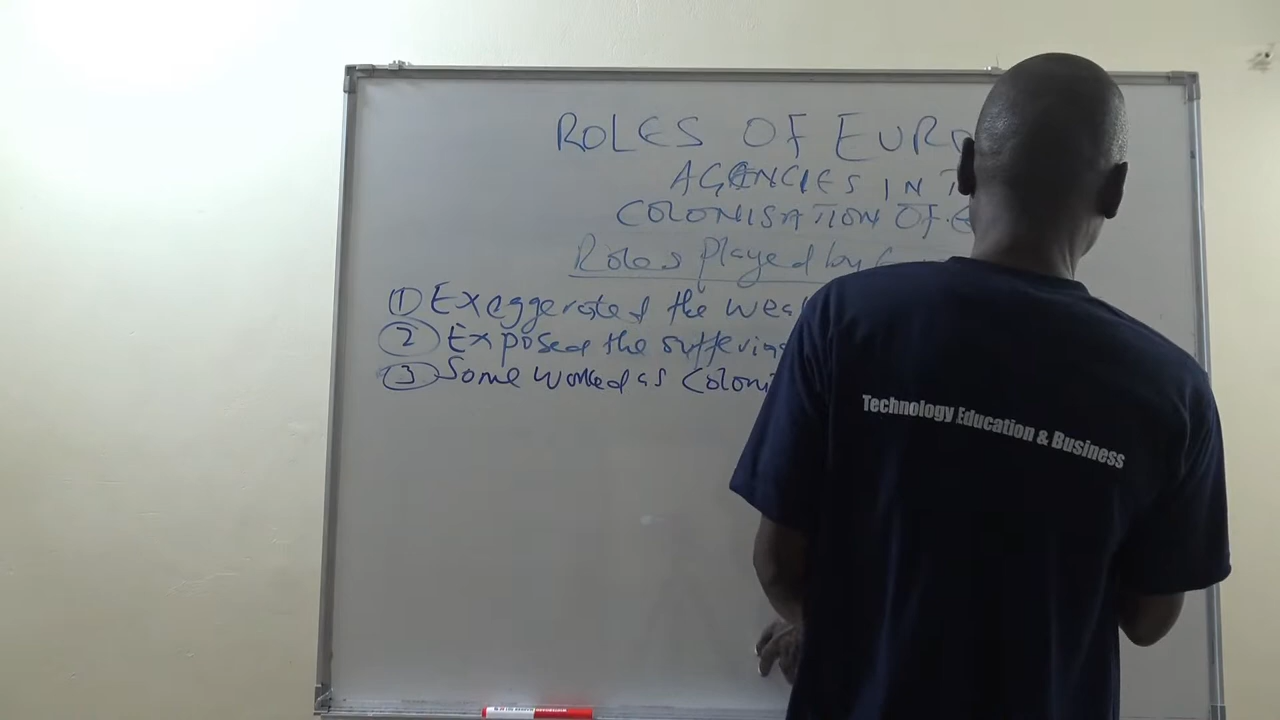 ROLES OF EURO
AGENCIES IN T
COLONISATION OF E
Roles played by
① Exaggerated the wea
② Exposed the suffering
③ Some worked as coloni
Technology Education & Business